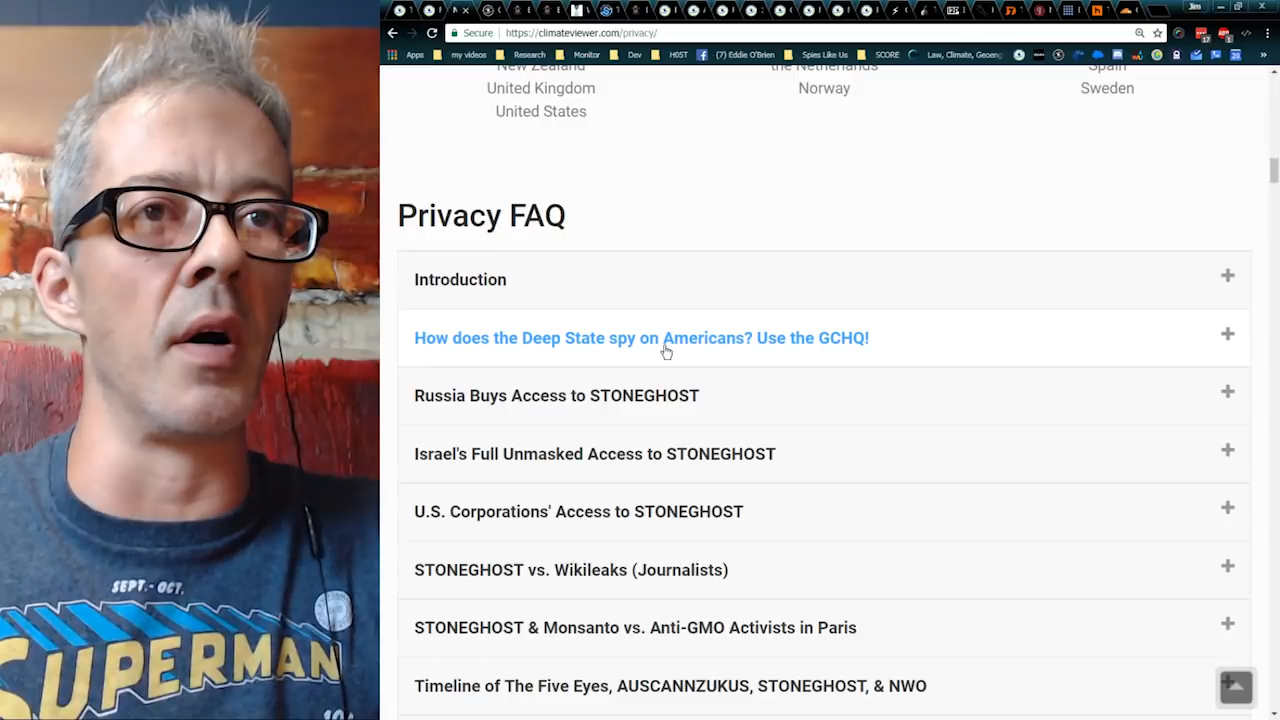 Jim
Secure https://climateviewer.com/privacy/
Apps my videos Research Monitor Dev H0ST (7) Eddie O'Brien Spies Like Us SCORE Law, Climate, Geoeng
New Zealand the Netherlands Spain
United Kingdom Norway Sweden
United States
Privacy FAQ
Introduction
How does the Deep State spy on Americans? Use the GCHQ!
Russia Buys Access to STONEGHOST
Israel's Full Unmasked Access to STONEGHOST
U.S. Corporations' Access to STONEGHOST
STONEGHOST vs. Wikileaks (Journalists)
STONEGHOST & Monsanto vs. Anti-GMO Activists in Paris
Timeline of The Five Eyes, AUSCANNZUKUS, STONEGHOST, & NWO
SEPT.-OCT.
SUPERMAN